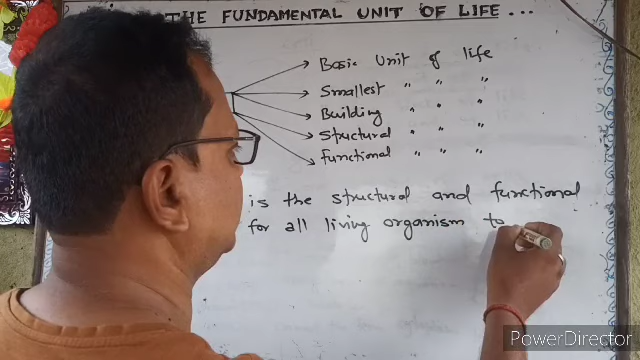 THE FUNDAMENTAL UNIT OF LIFE ...
Basic Unit of life
Smallest " " "
Building " " "
Structural " " "
Functional " " "
is the structural and functional
for all living organism to
PowerDirector